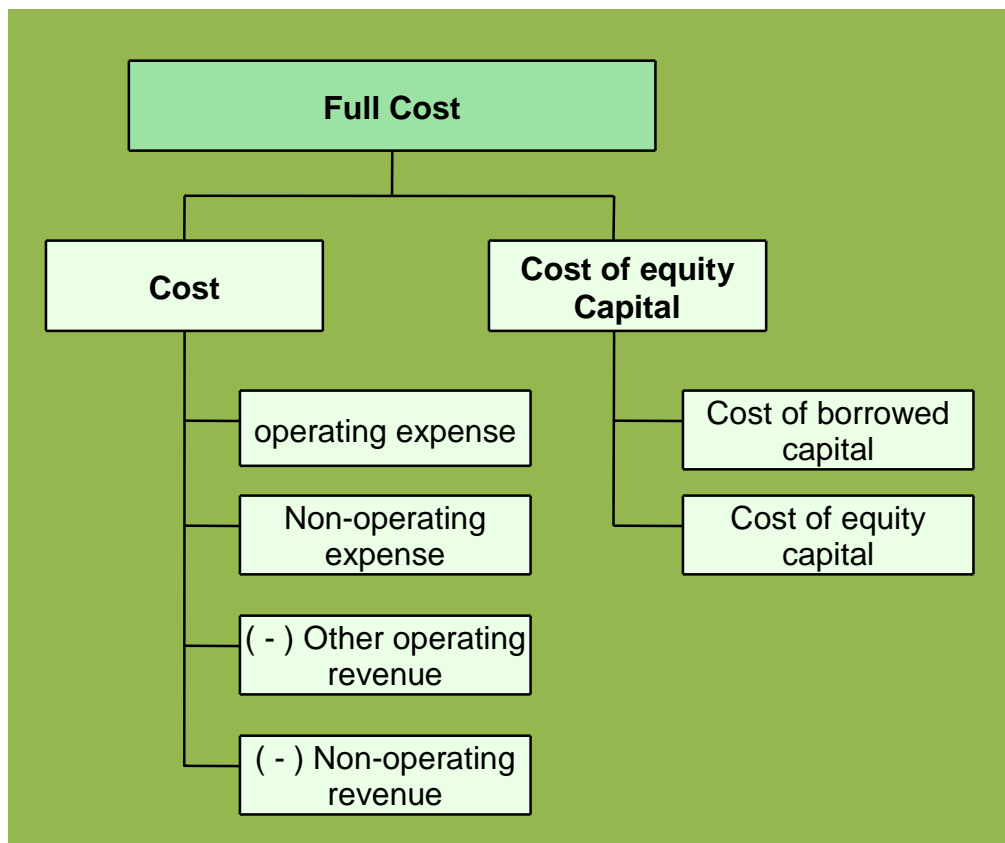 Full Cost
Cost
Cost of equity
Capital
operating expense
Non-operating
expense
( - ) Other operating
revenue
( - ) Non-operating
revenue
Cost of borrowed
capital
Cost of equity
capital